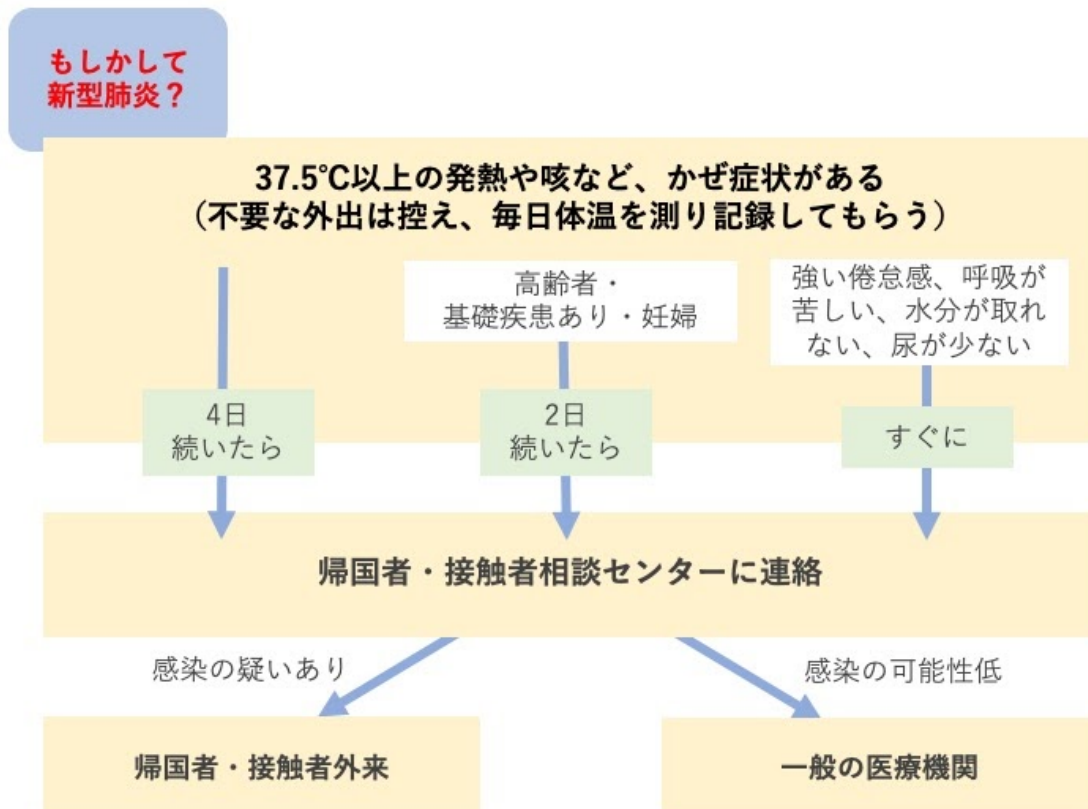 もしかして
新型肺炎？
37.5℃以上の発熱や咳など、かぜ症状がある
（不要な外出は控え、毎日体温を測り記録してもらう）
高齢者・
基礎疾患あり・妊婦
強い倦怠感、呼吸が
苦しい、水分が取れ
ない、尿が少ない
4日
続いたら
2日
続いたら
すぐに
帰国者・接触者相談センターに連絡
感染の疑いあり
感染の可能性低
帰国者・接触者外来
一般の医療機関